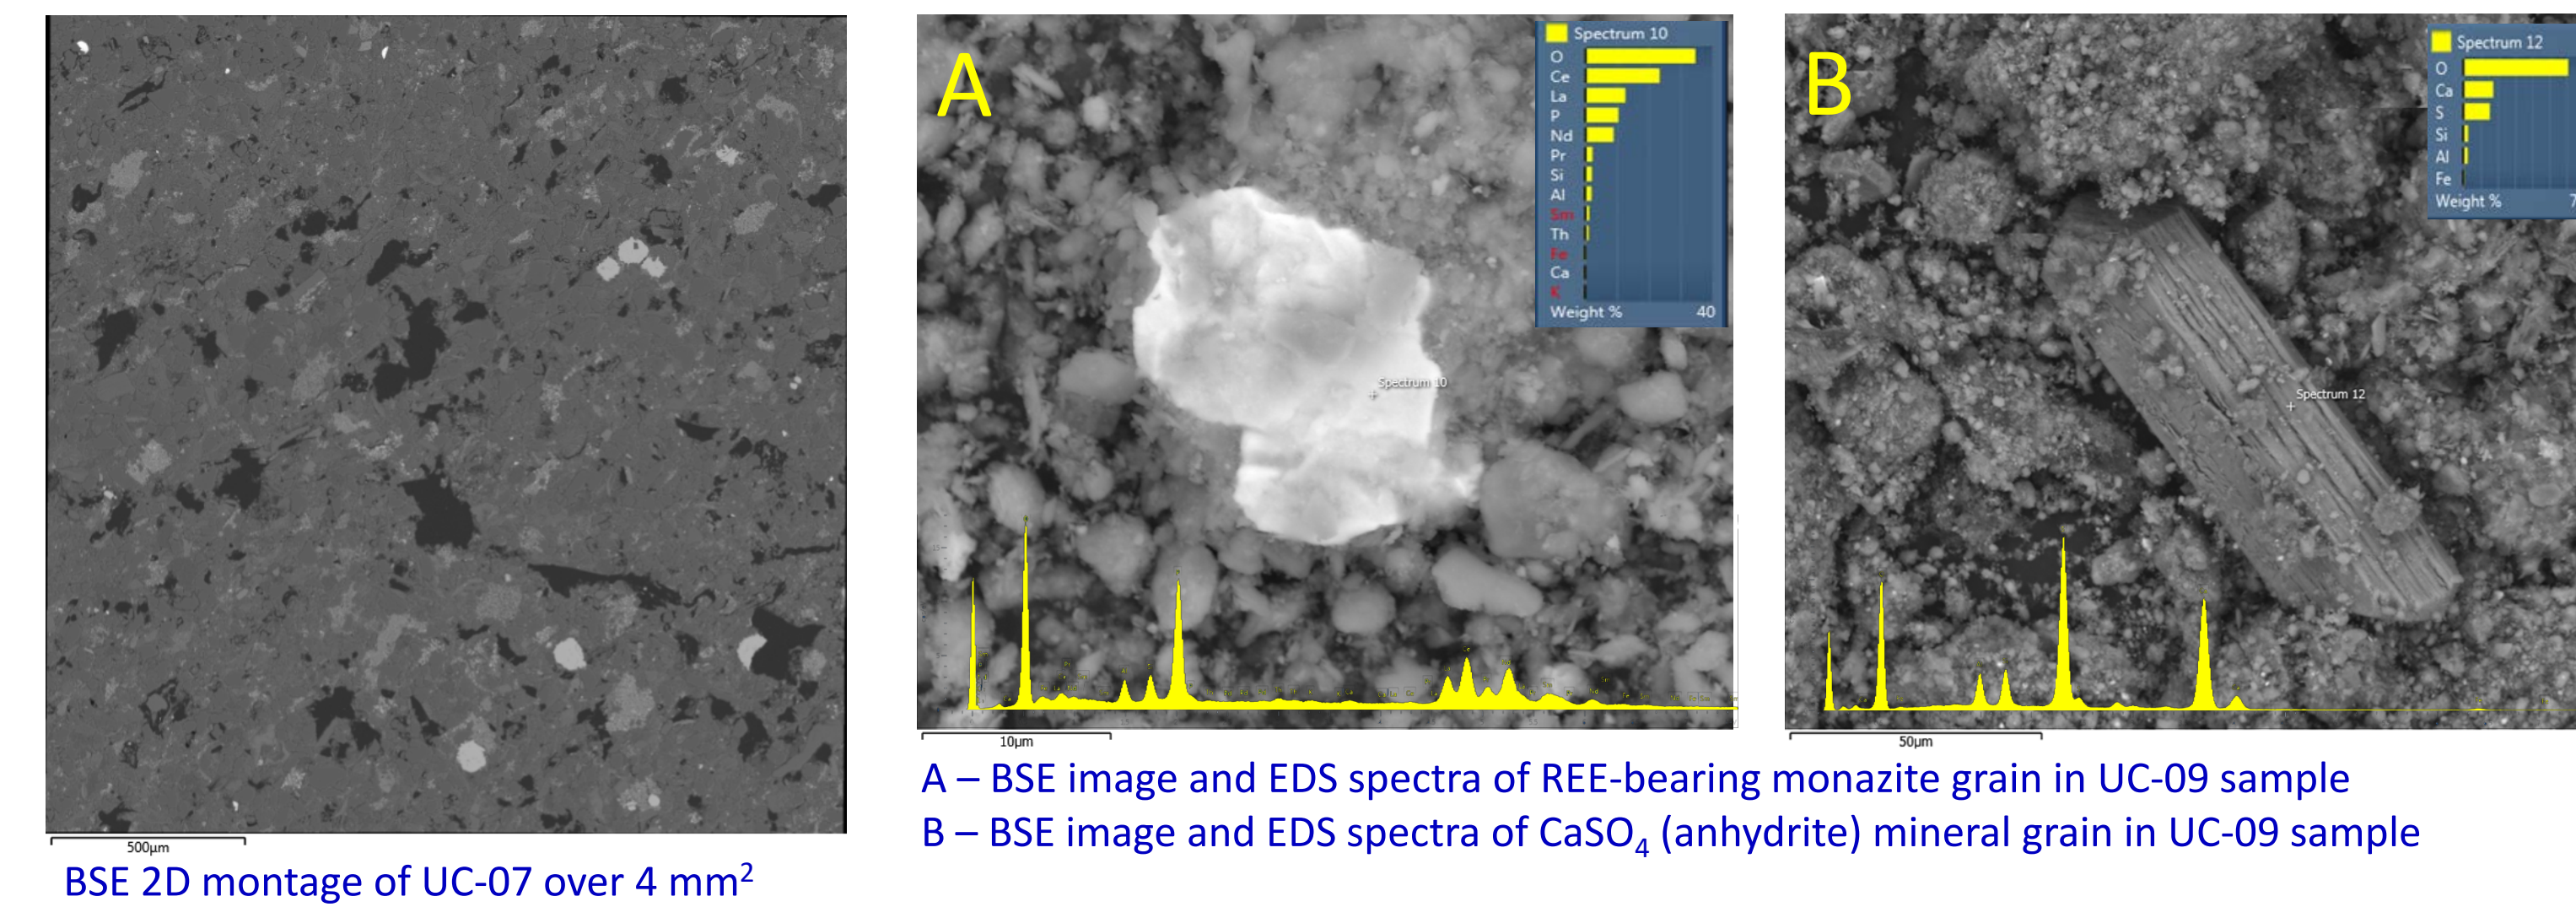 500µm
BSE 2D montage of UC-07 over 4 mm²
A
Spectrum 10
O
Ce
La
P
Nd
Pr
Si
Al
Sm
Th
Fe
Ca
K
Weight % 40
Spectrum 10
10µm
B
Spectrum 12
O
Ca
S
Si
Al
Fe
Weight % 7
Spectrum 12
50µm
A – BSE image and EDS spectra of REE-bearing monazite grain in UC-09 sample
B – BSE image and EDS spectra of CaSO₄ (anhydrite) mineral grain in UC-09 sample